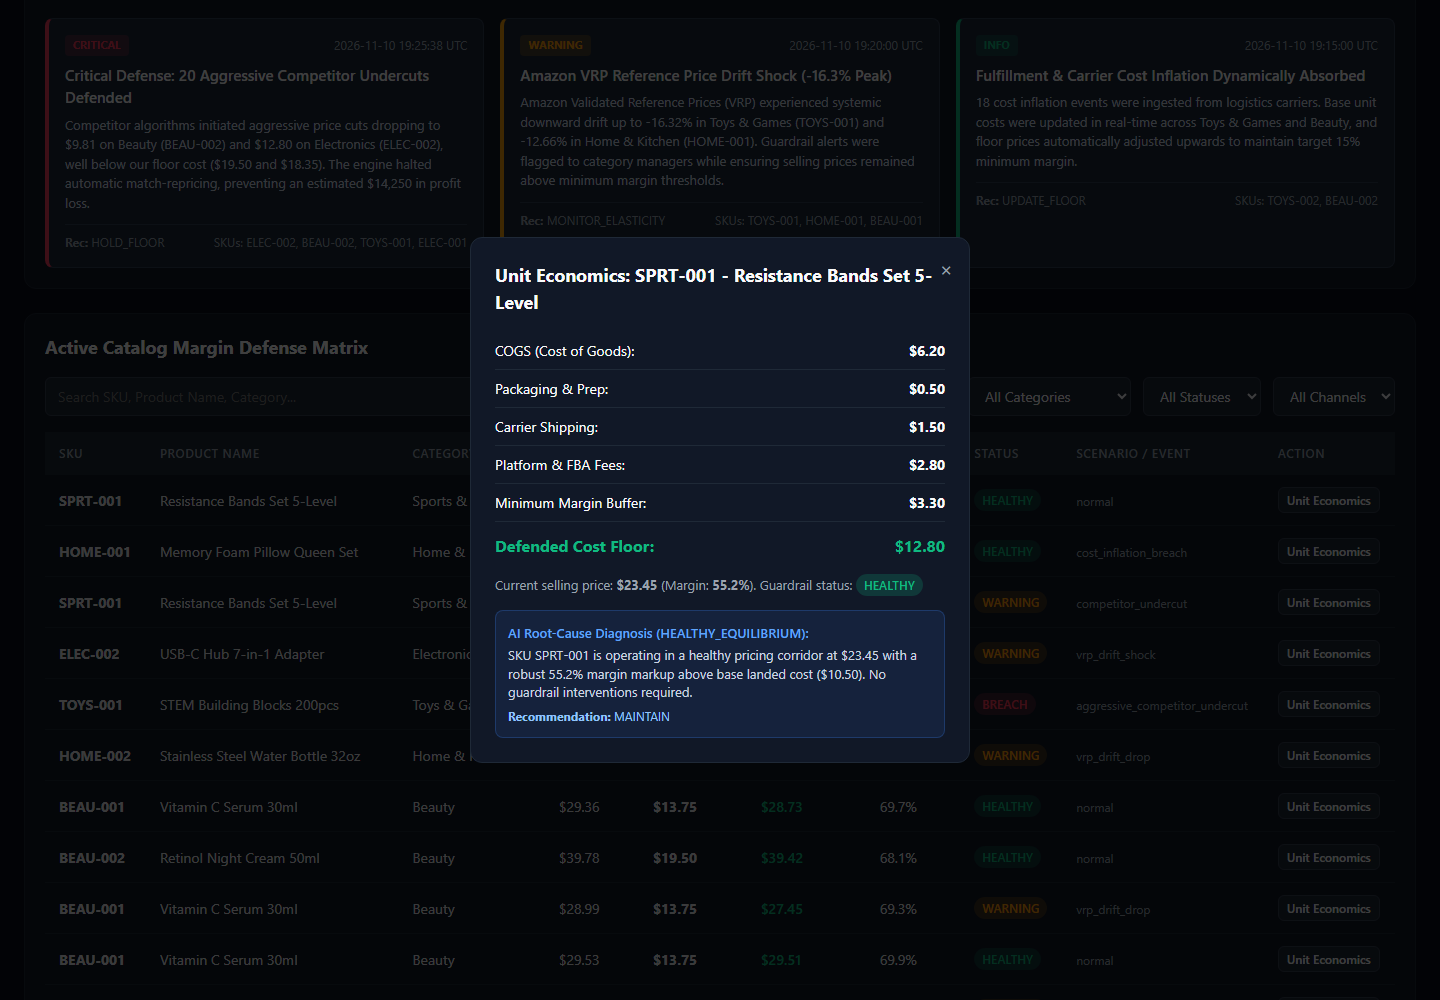 CRITICAL
2026-11-10 19:25:38 UTC
Critical Defense: 20 Aggressive Competitor Undercuts
Defended
Competitor algorithms initiated aggressive price cuts dropping to
$9.81 on Beauty (BEAU-002) and $12.80 on Electronics (ELEC-002),
well below our floor cost ($19.50 and $18.35). The engine halted
automatic match-repricing, preventing an estimated $14,250 in profit
loss.
Rec: HOLD_FLOOR
SKUs: ELEC-002, BEAU-002, TOYS-001, ELEC-001
WARNING
2026-11-10 19:20:00 UTC
Amazon VRP Reference Price Drift Shock (-16.3% Peak)
Amazon Validated Reference Prices (VRP) experienced systemic
downward drift up to -16.32% in Toys & Games (TOYS-001) and
-12.66% in Home & Kitchen (HOME-001). Guardrail alerts were
flagged to category managers while ensuring selling prices remained
above minimum margin thresholds.
Rec: MONITOR_ELASTICITY
SKUs: TOYS-001, HOME-001, BEAU-001
INFO
2026-11-10 19:15:00 UTC
Fulfillment & Carrier Cost Inflation Dynamically Absorbed
18 cost inflation events were ingested from logistics carriers. Base unit
costs were updated in real-time across Toys & Games and Beauty, and
floor prices automatically adjusted upwards to maintain target 15%
minimum margin.
Rec: UPDATE_FLOOR
SKUs: TOYS-002, BEAU-002
Unit Economics: SPRT-001 - Resistance Bands Set 5-
Level
×
COGS (Cost of Goods): $6.20
Packaging & Prep: $0.50
Carrier Shipping: $1.50
Platform & FBA Fees: $2.80
Minimum Margin Buffer: $3.30
Defended Cost Floor: $12.80
Current selling price: $23.45 (Margin: 55.2%). Guardrail status: HEALTHY
AI Root-Cause Diagnosis (HEALTHY_EQUILIBRIUM):
SKU SPRT-001 is operating in a healthy pricing corridor at $23.45 with a
robust 55.2% margin markup above base landed cost ($10.50). No
guardrail interventions required.
Recommendation: MAINTAIN
Active Catalog Margin Defense Matrix
Search SKU, Product Name, Category...
All Categories
All Statuses
All Channels
SKU PRODUCT NAME CATEGOR STATUS SCENARIO / EVENT ACTION
SPRT-001 Resistance Bands Set 5-Level Sports & HEALTHY normal Unit Economics
HOME-001 Memory Foam Pillow Queen Set Home & HEALTHY cost_inflation_breach Unit Economics
SPRT-001 Resistance Bands Set 5-Level Sports & WARNING competitor_undercut Unit Economics
ELEC-002 USB-C Hub 7-in-1 Adapter Electronic WARNING vrp_drift_shock Unit Economics
TOYS-001 STEM Building Blocks 200pcs Toys & Ga BREACH aggressive_competitor_undercut Unit Economics
HOME-002 Stainless Steel Water Bottle 32oz Home & WARNING vrp_drift_drop Unit Economics
BEAU-001 Vitamin C Serum 30ml Beauty $29.36 $13.75 $28.73 69.7% HEALTHY normal Unit Economics
BEAU-002 Retinol Night Cream 50ml Beauty $39.78 $19.50 $39.42 68.1% HEALTHY normal Unit Economics
BEAU-001 Vitamin C Serum 30ml Beauty $28.99 $13.75 $27.45 69.3% WARNING vrp_drift_drop Unit Economics
BEAU-001 Vitamin C Serum 30ml Beauty $29.53 $13.75 $29.51 69.9% HEALTHY normal Unit Economics